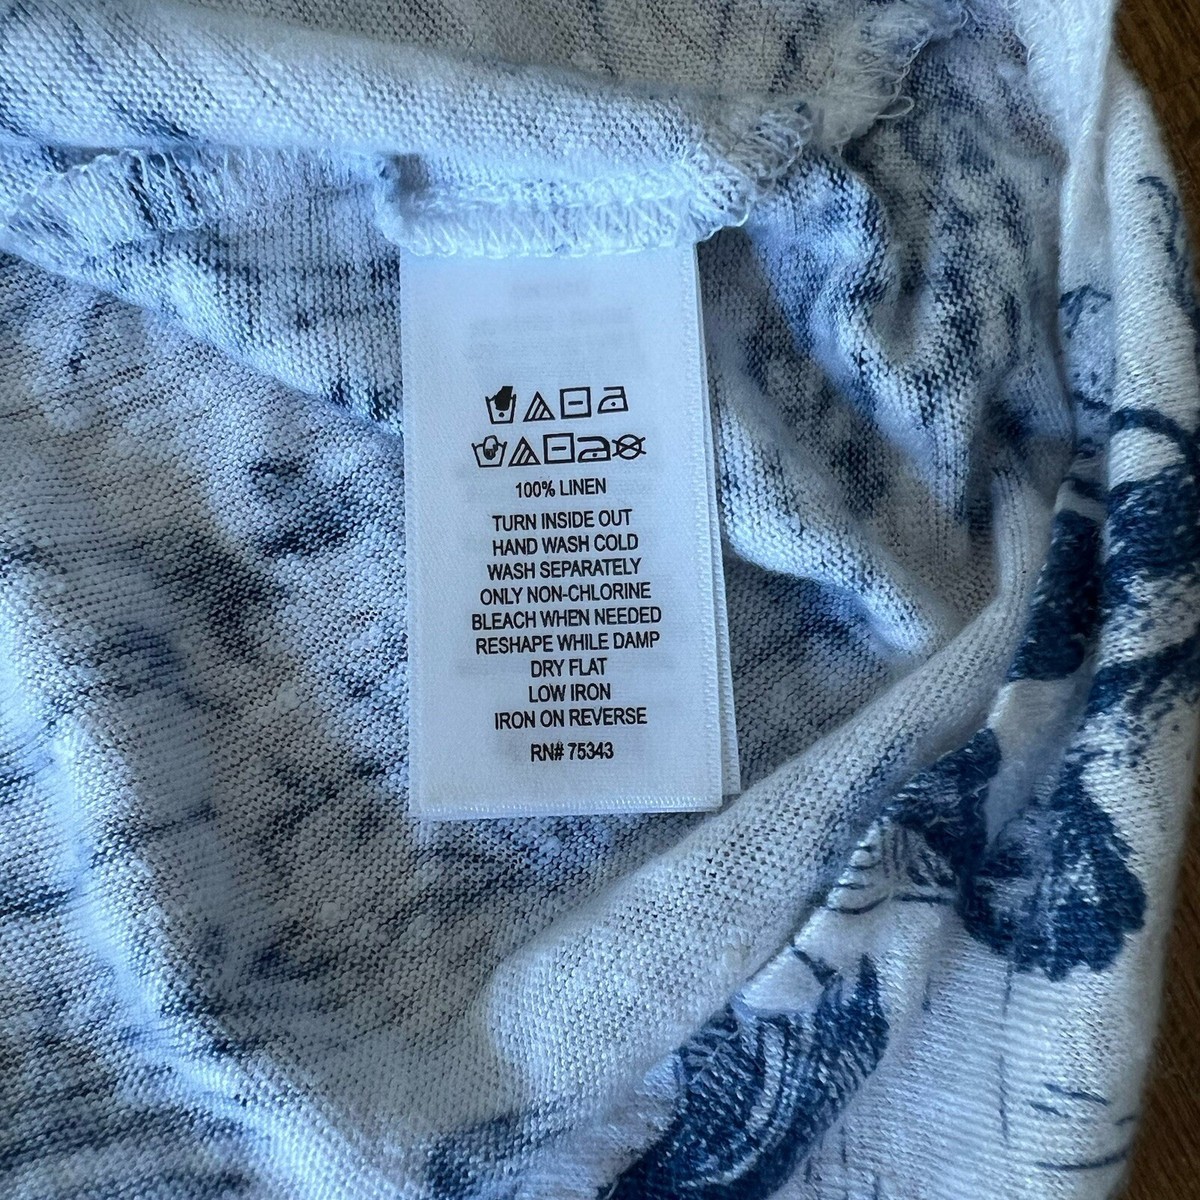 100% LINEN
TURN INSIDE OUT
HAND WASH COLD
WASH SEPARATELY
ONLY NON-CHLORINE
BLEACH WHEN NEEDED
RESHAPE WHILE DAMP
DRY FLAT
LOW IRON
IRON ON REVERSE
RN# 75343